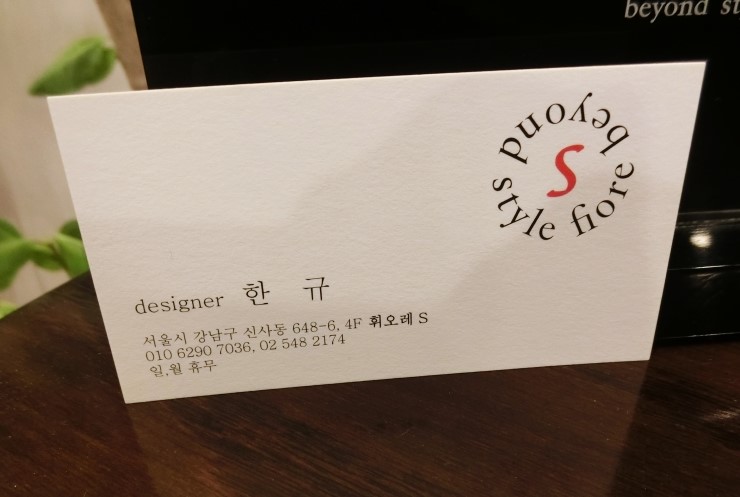 beyond
beyond
style fiore
S
designer 한 규
서울시 강남구 신사동 648-6, 4F 휘오레 S
010 6290 7036, 02 548 2174
일,월 휴무